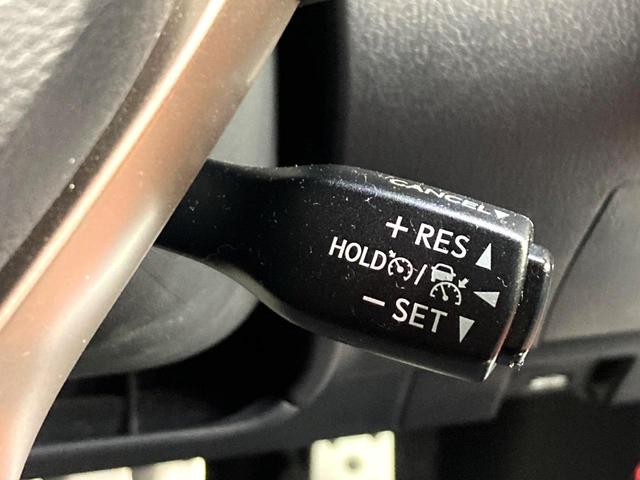 CANCEL▼
+ RES ▲
HOLD / ◀
− SET ▼